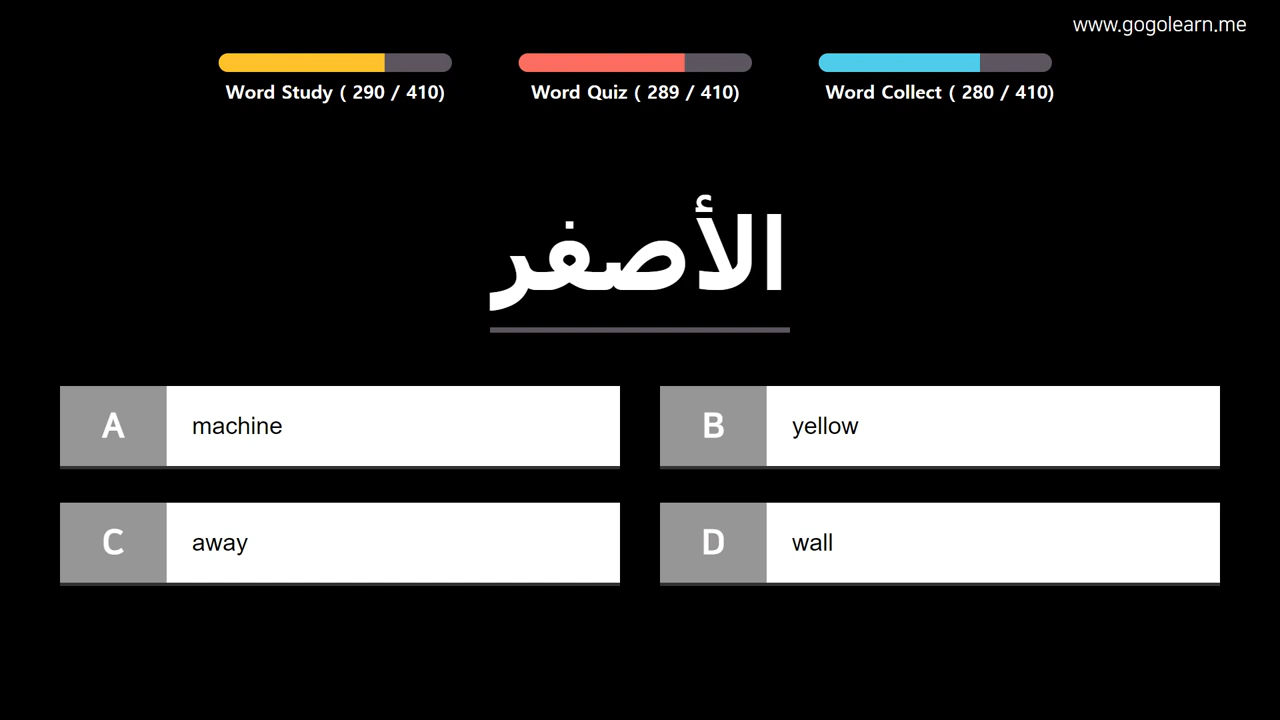 www.gogolearn.me
Word Study ( 290 / 410)
Word Quiz ( 289 / 410)
Word Collect ( 280 / 410)
الأصفر
A machine
B yellow
C away
D wall